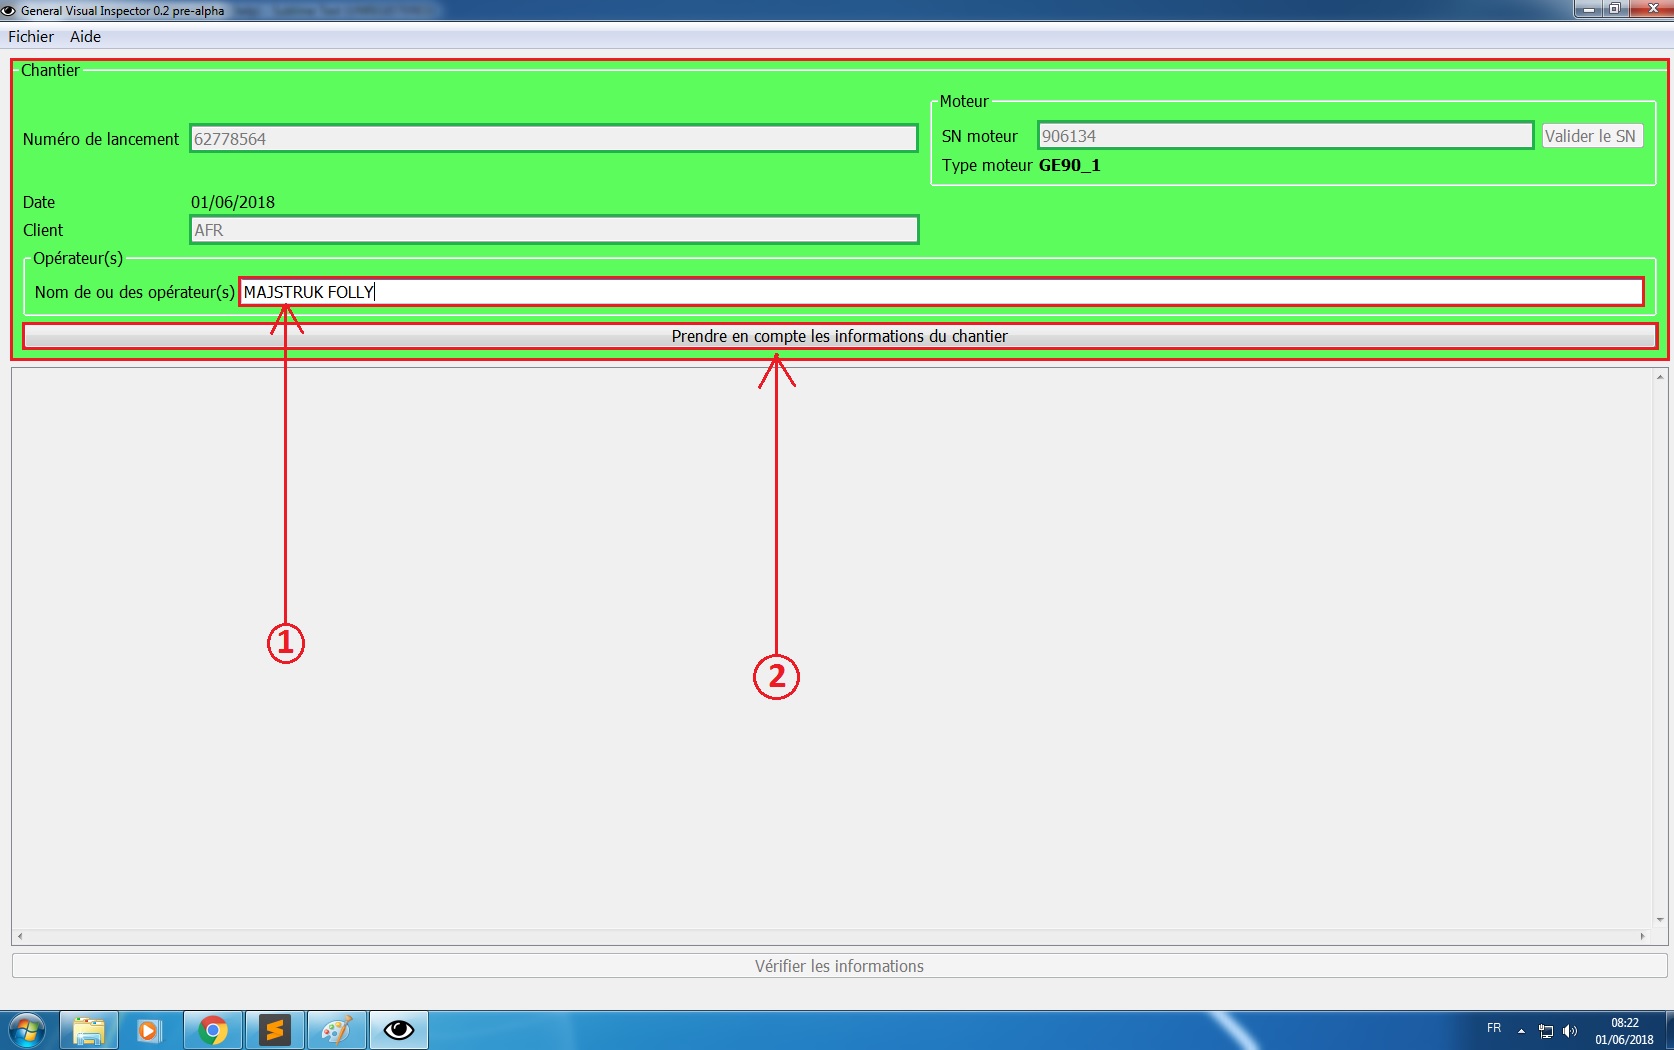 General Visual Inspector 0.2 pre-alpha
Fichier Aide
Chantier
Moteur
Numéro de lancement 62778564
SN moteur 906134 Valider le SN
Type moteur GE90_1
Date 01/06/2018
Client AFR
Opérateur(s)
Nom de ou des opérateur(s) MAJSTRUK FOLLY
Prendre en compte les informations du chantier
1
2
Vérifier les informations
FR
08:22
01/06/2018